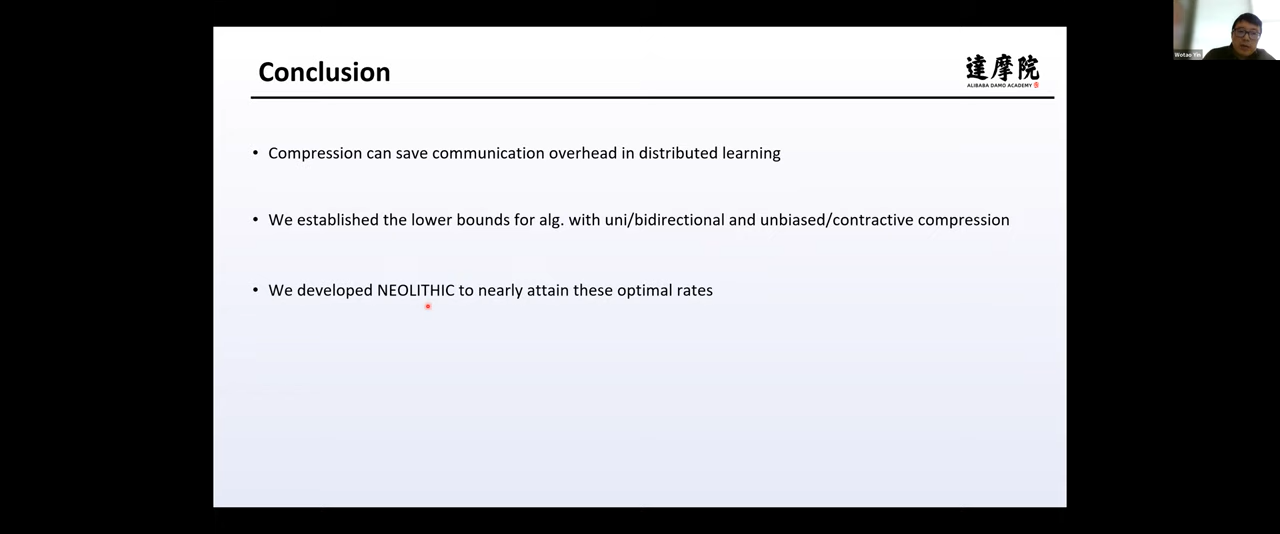 Conclusion
達摩院
ALIBABA DAMO ACADEMY
Wotao Yin
• Compression can save communication overhead in distributed learning
• We established the lower bounds for alg. with uni/bidirectional and unbiased/contractive compression
• We developed NEOLITHIC to nearly attain these optimal rates